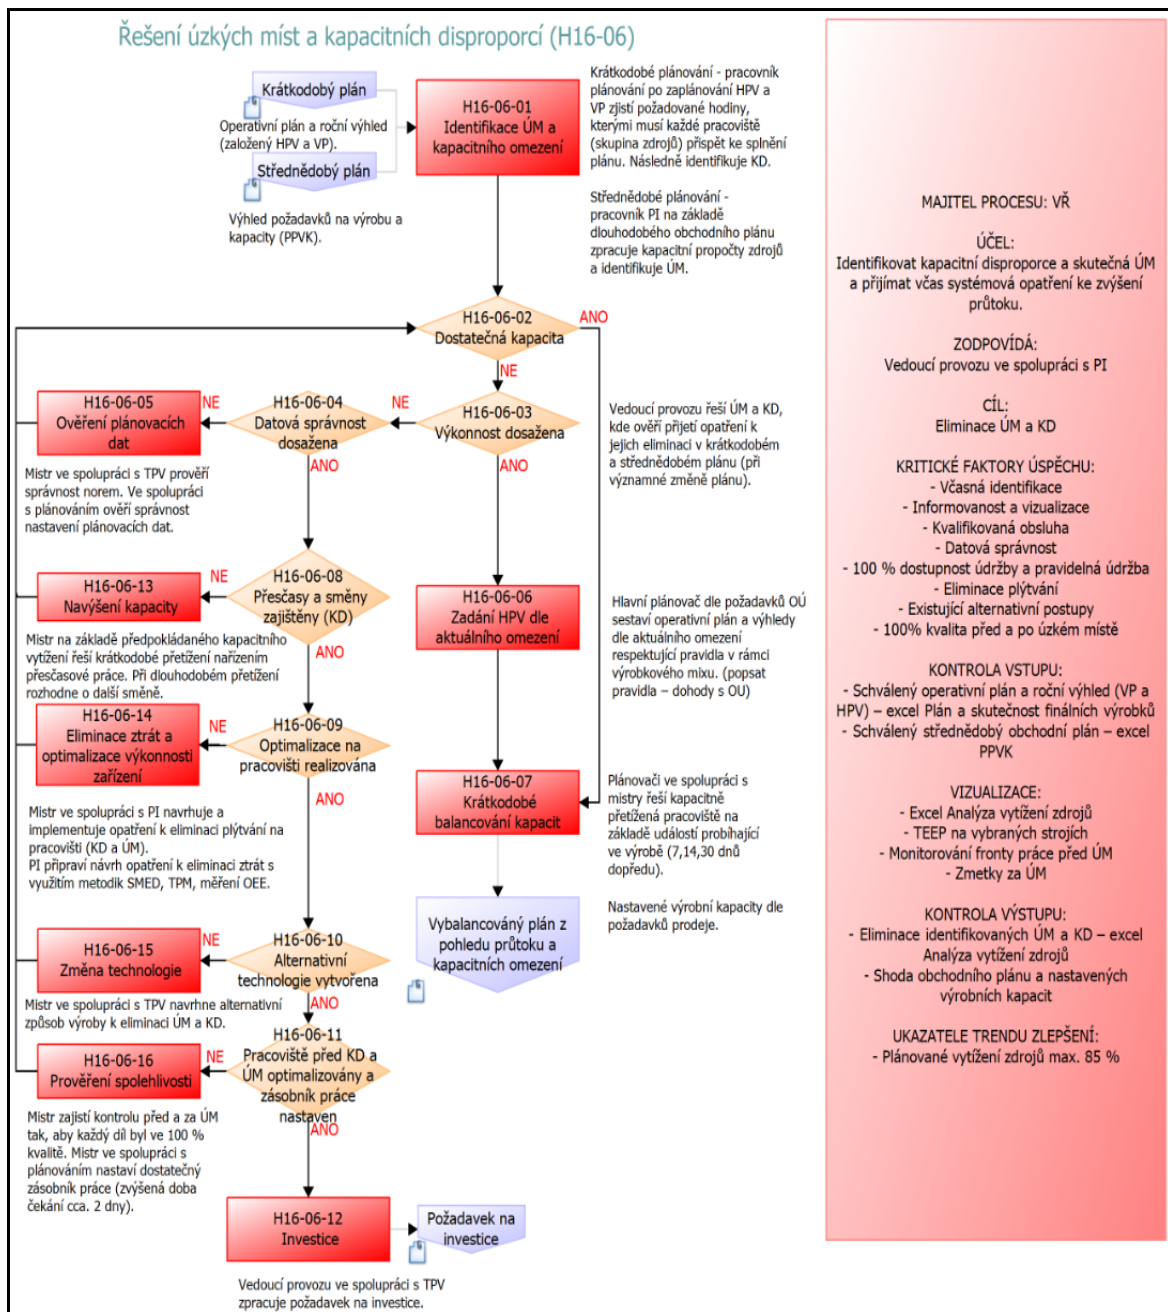 Řešení úzkých míst a kapacitních disproporcí (H16-06)
Krátkodobý plán
Operativní plán a roční výhled
(založený HPV a VP).
Střednědobý plán
Výhled požadavků na výrobu a
kapacity (PPVK).
H16-06-01
Identifikace ÚM a
kapacitního omezení
Krátkodobé plánování - pracovník
plánování po zaplánování HPV a
VP zjistí požadované hodiny,
kterými musí každé pracoviště
(skupina zdrojů) přispět ke splnění
plánu. Následně identifikuje KD.
Střednědobé plánování -
pracovník PI na základě
dlouhodobého obchodního plánu
zpracuje kapacitní propočty zdrojů
a identifikuje ÚM.
H16-06-02
Dostatečná kapacita
ANO
NE
H16-06-05
Ověření plánovacích
dat
NE
H16-06-04
Datová správnost
dosažena
NE
H16-06-03
Výkonnost dosažena
ANO
ANO
Vedoucí provozu řeší ÚM a KD,
kde ověří přijetí opatření k
jejich eliminaci v krátkodobém
a střednědobém plánu (při
významné změně plánu).
Mistr ve spolupráci s TPV prověří
správnost norem. Ve spolupráci
s plánováním ověří správnost
nastavení plánovacích dat.
H16-06-13
Navýšení kapacity
NE
H16-06-08
Přesčasy a směny
zajištěny (KD)
ANO
H16-06-06
Zadání HPV dle
aktuálního omezení
Hlavní plánovač dle požadavků OÚ
sestaví operativní plán a výhledy
dle aktuálního omezení
respektující pravidla v rámci
výrobkového mixu. (popsat
pravidla – dohody s OU)
Mistr na základě předpokládaného kapacitního
vytížení řeší krátkodobé přetížení nařízením
přesčasové práce. Při dlouhodobém přetížení
rozhodne o další směně.
H16-06-14
Eliminace ztrát a
optimalizace výkonnosti
zařízení
NE
H16-06-09
Optimalizace na
pracovišti realizována
ANO
H16-06-07
Krátkodobé
balancování kapacit
Plánovači ve spolupráci s
mistry řeší kapacitně
přetížená pracoviště na
základě událostí probíhající
ve výrobě (7,14,30 dnů
dopředu).
Mistr ve spolupráci s PI navrhuje a
implementuje opatření k eliminaci plýtvání na
pracovišti (KD a ÚM).
PI připraví návrh opatření k eliminaci ztrát s
využitím metodik SMED, TPM, měření OEE.
Vybalancováný plán z
pohledu průtoku a
kapacitních omezení
Nastavené výrobní kapacity dle
požadavků prodeje.
H16-06-15
Změna technologie
NE
H16-06-10
Alternativní
technologie vytvořena
ANO
Mistr ve spolupráci s TPV navrhne alternativní
způsob výroby k eliminaci ÚM a KD.
H16-06-16
Prověření spolehlivosti
NE
H16-06-11
Pracoviště před KD a
ÚM optimalizovány a
zásobník práce
nastaven
ANO
Mistr zajistí kontrolu před a za ÚM
tak, aby každý díl byl ve 100 %
kvalitě. Mistr ve spolupráci s
plánováním nastaví dostatečný
zásobník práce (zvýšená doba
čekání cca. 2 dny).
H16-06-12
Investice
Požadavek na
investice
Vedoucí provozu ve spolupráci s TPV
zpracuje požadavek na investice.
MAJITEL PROCESU: VŘ
ÚČEL:
Identifikovat kapacitní disproporce a skutečná ÚM
a přijímat včas systémová opatření ke zvýšení
průtoku.
ZODPOVÍDÁ:
Vedoucí provozu ve spolupráci s PI
CÍL:
Eliminace ÚM a KD
KRITICKÉ FAKTORY ÚSPĚCHU:
- Včasná identifikace
- Informovanost a vizualizace
- Kvalifikovaná obsluha
- Datová správnost
- 100 % dostupnost údržby a pravidelná údržba
- Eliminace plýtvání
- Existující alternativní postupy
- 100% kvalita před a po úzkém místě
KONTROLA VSTUPU:
- Schválený operativní plán a roční výhled (VP a
HPV) – excel Plán a skutečnost finálních výrobků
- Schválený střednědobý obchodní plán – excel
PPVK
VIZUALIZACE:
- Excel Analýza vytížení zdrojů
- TEEP na vybraných strojích
- Monitorování fronty práce před ÚM
- Zmetky za ÚM
KONTROLA VÝSTUPU:
- Eliminace identifikovaných ÚM a KD – excel
Analýza vytížení zdrojů
- Shoda obchodního plánu a nastavených
výrobních kapacit
UKAZATELE TRENDU ZLEPŠENÍ:
- Plánované vytížení zdrojů max. 85 %